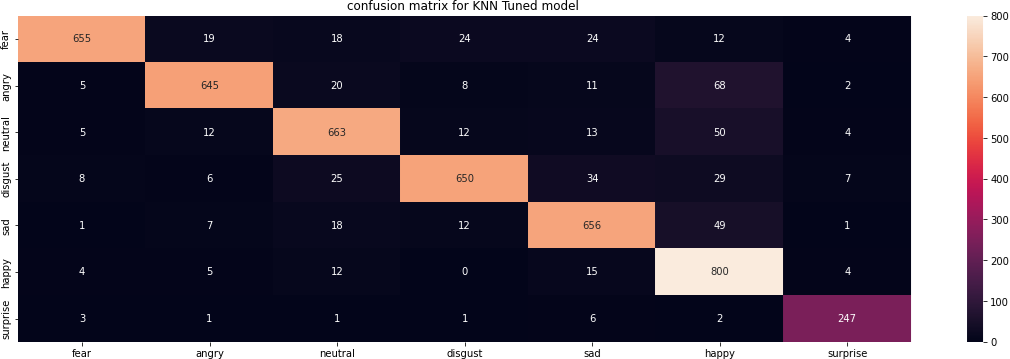 confusion matrix for KNN Tuned model
fear 655 19 18 24 24 12 4
angry 5 645 20 8 11 68 2
neutral 5 12 663 12 13 50 4
disgust 8 6 25 650 34 29 7
sad 1 7 18 12 656 49 1
happy 4 5 12 0 15 800 4
surprise 3 1 1 1 6 2 247
fear angry neutral disgust sad happy surprise
800
700
600
500
400
300
200
100
0